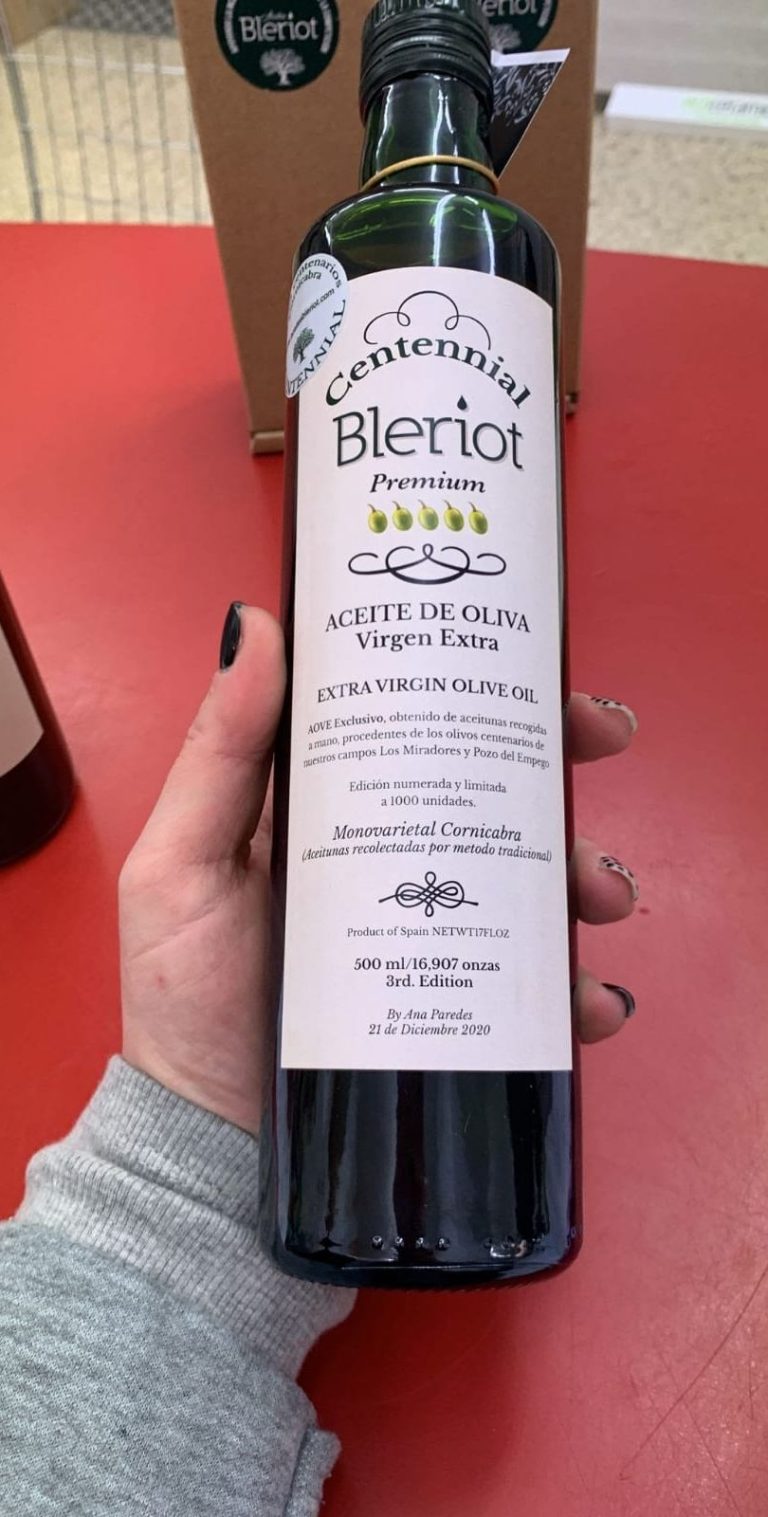 Bleriot
eriot
Centennial
Bleriot
Premium
ACEITE DE OLIVA
Virgen Extra
EXTRA VIRGIN OLIVE OIL
AOVE Exclusivo, obtenido de aceitunas recogidas
a mano, procedentes de los olivos centenarios de
nuestros campos Los Miradores y Pozo del Empego
Edición numerada y limitada
a 1000 unidades.
Monovarietal Cornicabra
(Aceitunas recolectadas por metodo tradicional)
Product of Spain NETWT17FLOZ
500 ml/16,907 onzas
3rd. Edition
By Ana Paredes
21 de Diciembre 2020